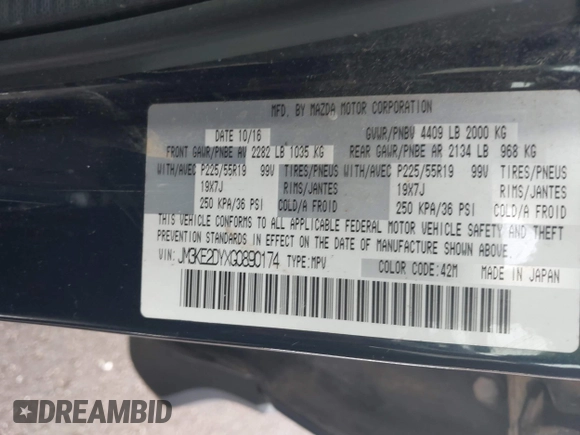 MFD. BY MAZDA MOTOR CORPORATION
DATE 10/16 GVWR/PNBV 4409 LB 2000 KG
FRONT GAWR/PNBE AV 2282 LB 1035 KG REAR GAWR/PNBE AR 2134 LB 968 KG
WITH/AVEC P225/55R19 99V TIRES/PNEUS WITH/AVEC P225/55R19 99V TIRES/PNEUS
19X7J RIMS/JANTES 19X7J RIMS/JANTES
250 KPA/36 PSI COLD/A FROID 250 KPA/36 PSI COLD/A FROID
THIS VEHICLE CONFORMS TO ALL APPLICABLE FEDERAL MOTOR VEHICLE SAFETY AND THEFT
PREVENTION STANDARDS IN EFFECT ON THE DATE OF MANUFACTURE SHOWN ABOVE.
VIN: JM3KE2DYXG0890174 TYPE: MPV
COLOR CODE: 42M MADE IN JAPAN
DREAMBID